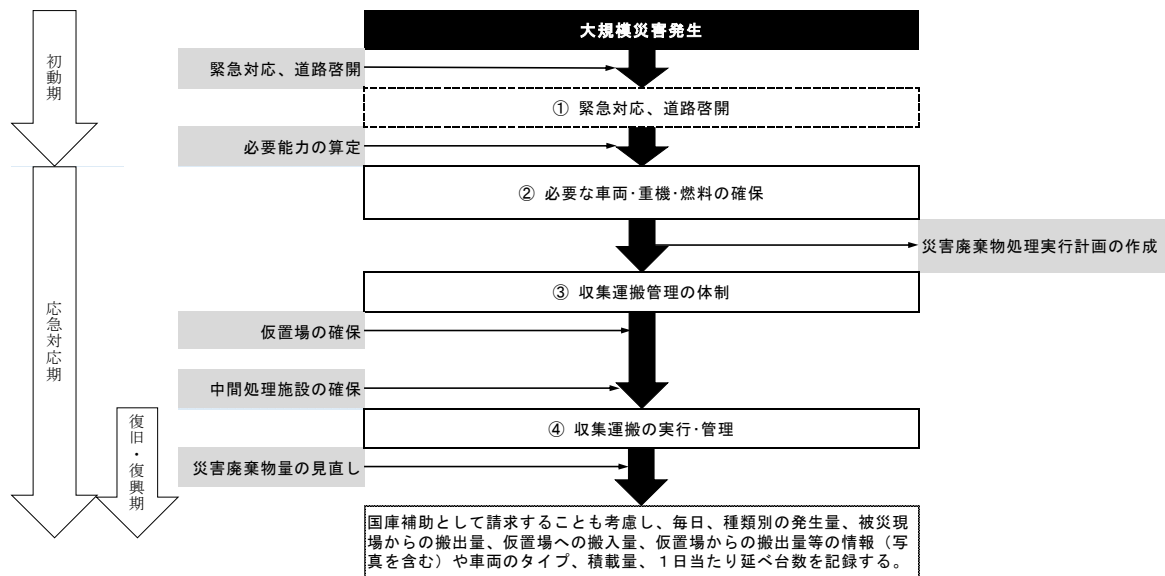 大規模災害発生
初動期
緊急対応、道路啓開
① 緊急対応、道路啓開
必要能力の算定
② 必要な車両・重機・燃料の確保
災害廃棄物処理実行計画の作成
③ 収集運搬管理の体制
応急対応期
仮置場の確保
中間処理施設の確保
④ 収集運搬の実行・管理
復旧・復興期
災害廃棄物量の見直し
国庫補助として請求することも考慮し、毎日、種類別の発生量、被災現
場からの搬出量、仮置場への搬入量、仮置場からの搬出量等の情報（写
真を含む）や車両のタイプ、積載量、１日当たり延べ台数を記録する。